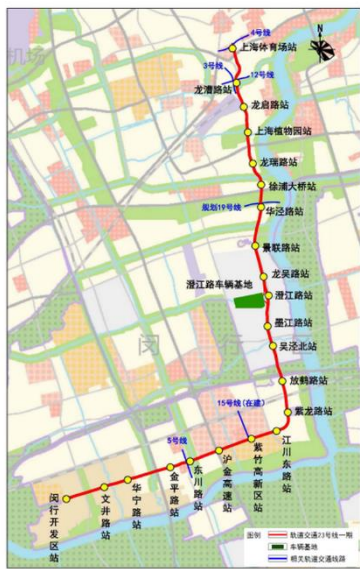 4号线
上海体育场站
机场
3号线
12号线
龙漕路站
龙启路站
上海植物园站
龙瑞路站
徐浦大桥站
规划19号线
华泾路站
景联路站
龙吴路站
澄江路车辆基地
澄江路站
墨江路站
吴泾北站
闵
行
放鹤路站
紫龙路站
15号线(在建)
江川东路站
5号线
紫竹高新区站
沪金高速站
东川路站
金平路站
华宁路站
文井路站
闵行开发区站
N
图例
轨道交通23号线一期
车辆基地
相关轨道交通线路